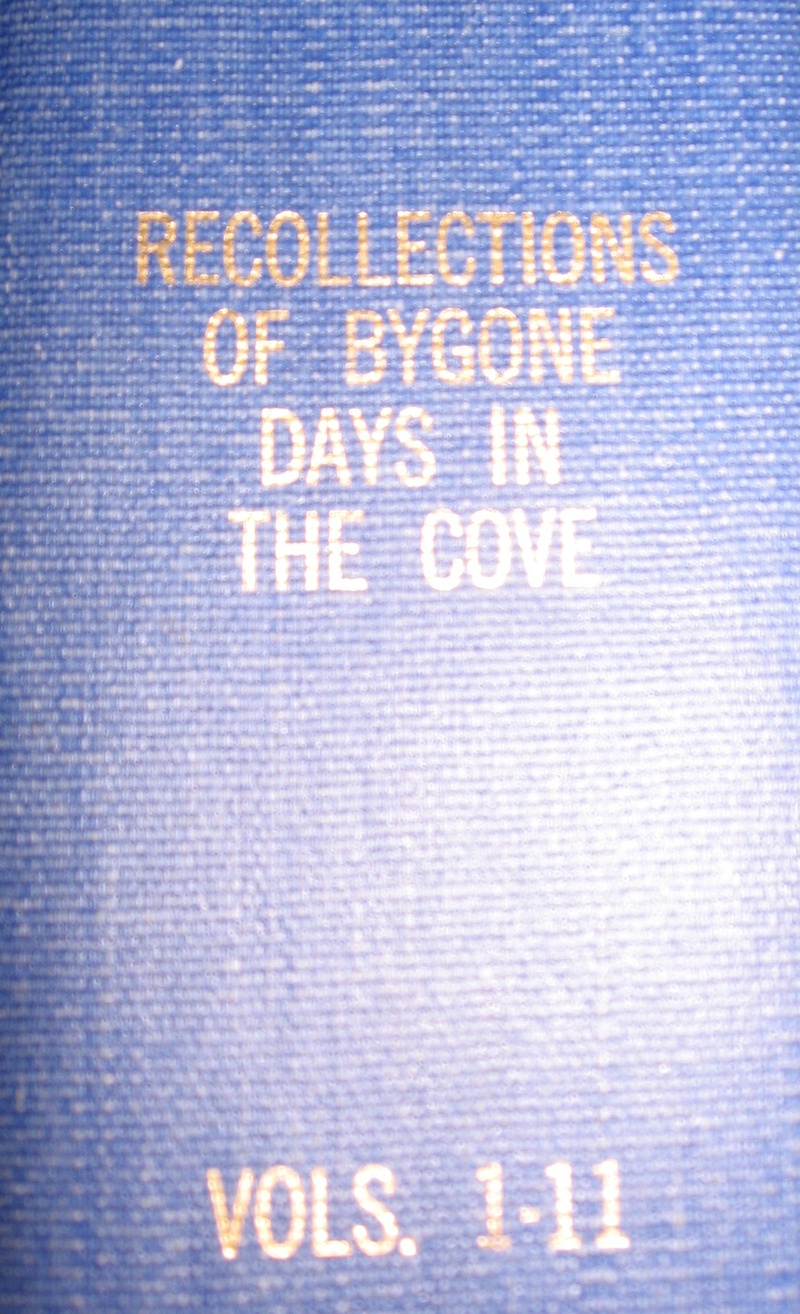 RECOLLECTIONS
OF BYGONE
DAYS IN
THE COVE
VOLS. 1-11